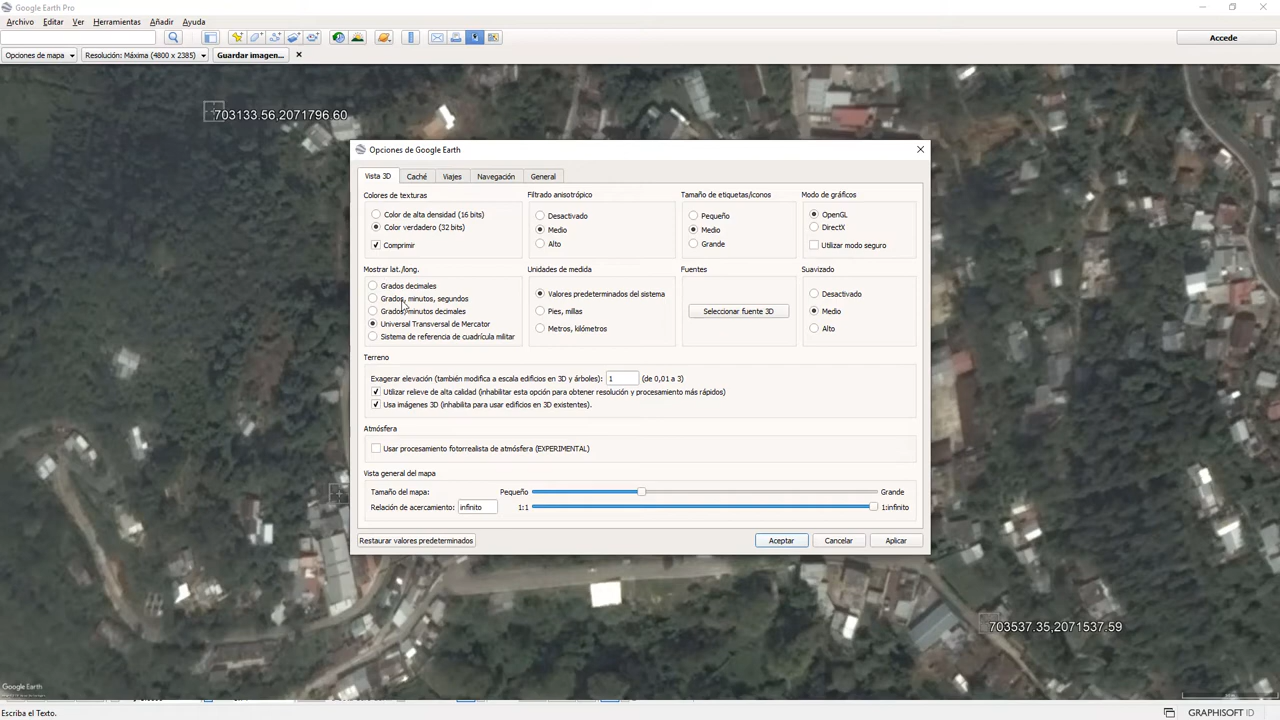 Google Earth Pro
Archivo Editar Ver Herramientas Añadir Ayuda
Accede
Opciones de mapa Resolución: Máxima (4800 x 2385) Guardar imagen...
703133.56,2071796.60
Opciones de Google Earth
Vista 3D Caché Viajes Navegación General
Colores de texturas
Color de alta densidad (16 bits)
Color verdadero (32 bits)
Comprimir
Filtrado anisotrópico
Desactivado
Medio
Alto
Tamaño de etiquetas/iconos
Pequeño
Medio
Grande
Modo de gráficos
OpenGL
DirectX
Utilizar modo seguro
Mostrar lat./long.
Grados decimales
Grados, minutos, segundos
Grados, minutos decimales
Universal Transversal de Mercator
Sistema de referencia de cuadrícula militar
Unidades de medida
Valores predeterminados del sistema
Pies, millas
Metros, kilómetros
Fuentes
Seleccionar fuente 3D
Suavizado
Desactivado
Medio
Alto
Terreno
Exagerar elevación (también modifica a escala edificios en 3D y árboles): 1 (de 0,01 a 3)
Utilizar relieve de alta calidad (inhabilitar esta opción para obtener resolución y procesamiento más rápidos)
Usa imágenes 3D (inhabilita para usar edificios en 3D existentes).
Atmósfera
Usar procesamiento fotorrealista de atmósfera (EXPERIMENTAL)
Vista general del mapa
Tamaño del mapa: Pequeño Grande
Relación de acercamiento: infinito 1:1 1:infinito
Restaurar valores predeterminados Aceptar Cancelar Aplicar
703537.35,2071537.59
Google Earth
Escriba el Texto.
GRAPHISOFT ID